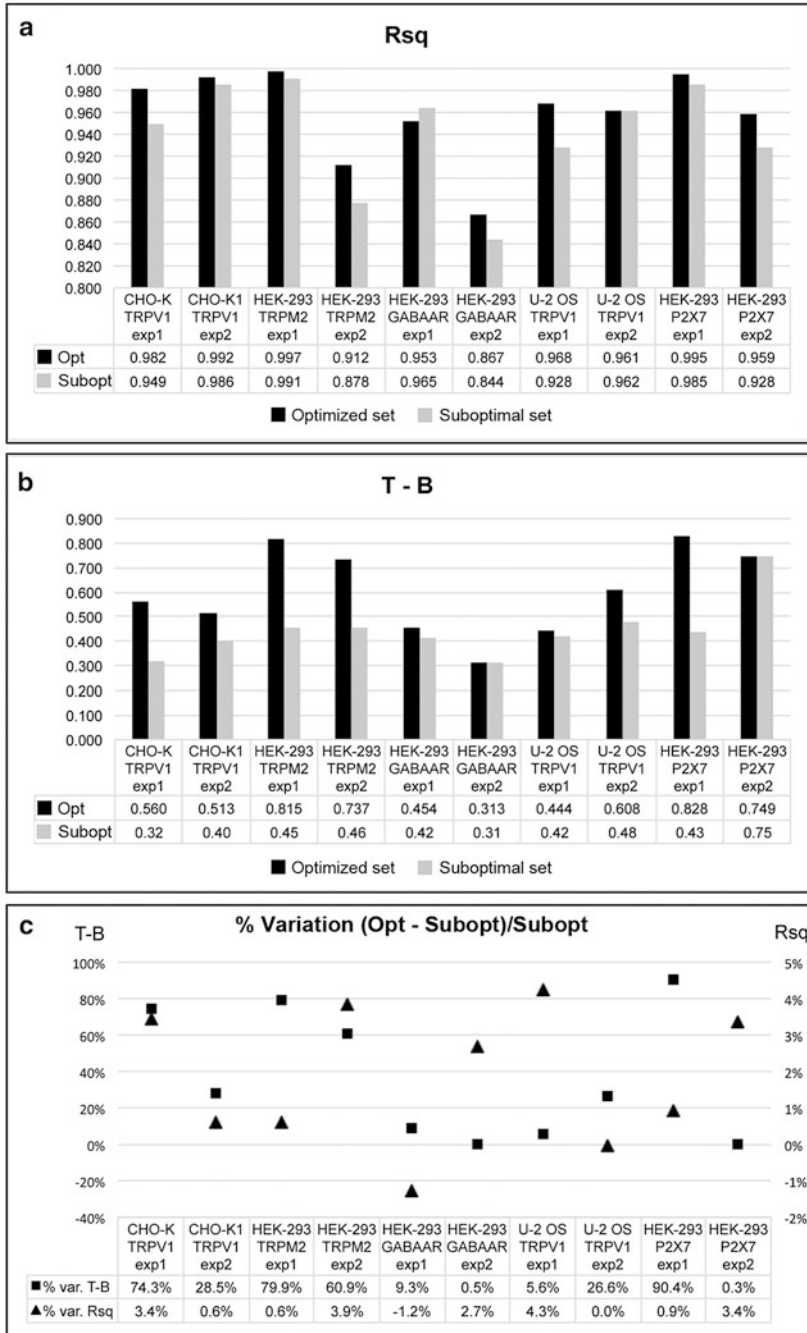 a
Rsq
1.000
0.980
0.960
0.940
0.920
0.900
0.880
0.860
0.840
0.820
0.800
CHO-K TRPV1 exp1
CHO-K1 TRPV1 exp2
HEK-293 TRPM2 exp1
HEK-293 TRPM2 exp2
HEK-293 GABAAR exp1
HEK-293 GABAAR exp2
U-2 OS TRPV1 exp1
U-2 OS TRPV1 exp2
HEK-293 P2X7 exp1
HEK-293 P2X7 exp2
Opt 0.982 0.992 0.997 0.912 0.953 0.867 0.968 0.961 0.995 0.959
Subopt 0.949 0.986 0.991 0.878 0.965 0.844 0.928 0.962 0.985 0.928
Optimized set Suboptimal set
b
T - B
0.900
0.800
0.700
0.600
0.500
0.400
0.300
0.200
0.100
0.000
CHO-K TRPV1 exp1
CHO-K1 TRPV1 exp2
HEK-293 TRPM2 exp1
HEK-293 TRPM2 exp2
HEK-293 GABAAR exp1
HEK-293 GABAAR exp2
U-2 OS TRPV1 exp1
U-2 OS TRPV1 exp2
HEK-293 P2X7 exp1
HEK-293 P2X7 exp2
Opt 0.560 0.513 0.815 0.737 0.454 0.313 0.444 0.608 0.828 0.749
Subopt 0.32 0.40 0.45 0.46 0.42 0.31 0.42 0.48 0.43 0.75
Optimized set Suboptimal set
c
T-B
% Variation (Opt - Subopt)/Subopt
Rsq
100%
80%
60%
40%
20%
0%
-20%
-40%
5%
4%
3%
2%
1%
0%
-1%
-2%
CHO-K TRPV1 exp1
CHO-K1 TRPV1 exp2
HEK-293 TRPM2 exp1
HEK-293 TRPM2 exp2
HEK-293 GABAAR exp1
HEK-293 GABAAR exp2
U-2 OS TRPV1 exp1
U-2 OS TRPV1 exp2
HEK-293 P2X7 exp1
HEK-293 P2X7 exp2
% var. T-B 74.3% 28.5% 79.9% 60.9% 9.3% 0.5% 5.6% 26.6% 90.4% 0.3%
% var. Rsq 3.4% 0.6% 0.6% 3.9% -1.2% 2.7% 4.3% 0.0% 0.9% 3.4%